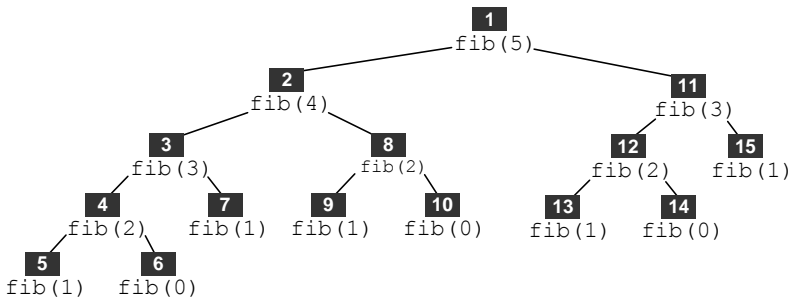 1
fib(5)
2 11
fib(4) fib(3)
3 8 12 15
fib(3) fib(2) fib(2) fib(1)
4 7 9 10 13 14
fib(2) fib(1) fib(1) fib(0) fib(1) fib(0)
5 6
fib(1) fib(0)